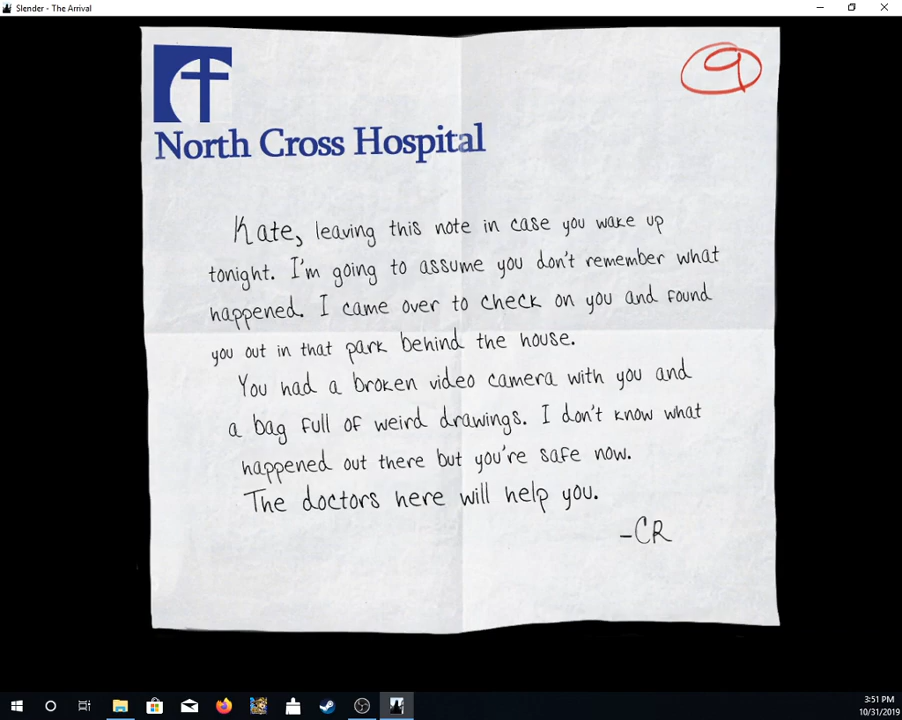 Slender - The Arrival
9
North Cross Hospital
Kate, leaving this note in case you wake up
tonight. I'm going to assume you don't remember what
happened. I came over to check on you and found
you out in that park behind the house.
You had a broken video camera with you and
a bag full of weird drawings. I don't know what
happened out there but you're safe now.
The doctors here will help you.
-CR
3:51 PM
10/31/2019